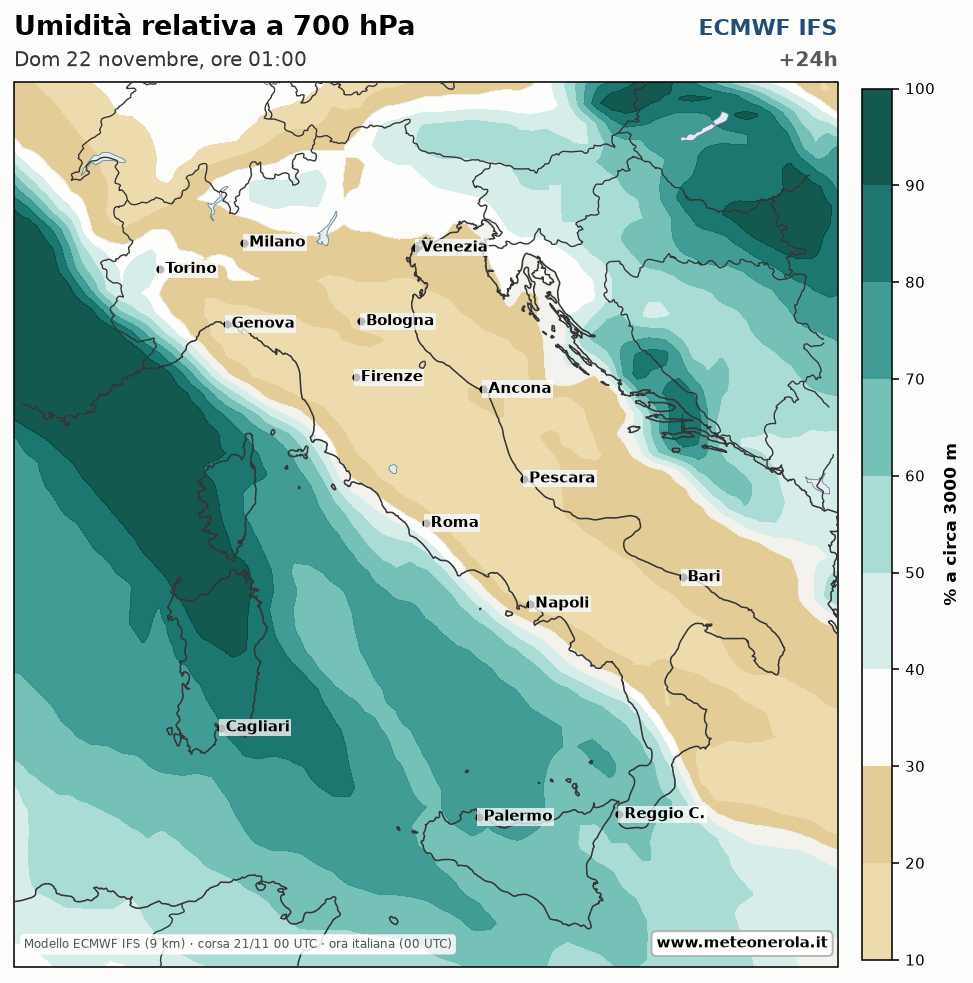 Umidità relativa a 700 hPa
ECMWF IFS
Dom 22 novembre, ore 01:00
+24h
100
90
80
70
60
50
40
30
20
10
% a circa 3000 m
Milano
Venezia
Torino
Genova
Bologna
Firenze
Ancona
Pescara
Roma
Bari
Napoli
Cagliari
Palermo
Reggio C.
Modello ECMWF IFS (9 km) · corsa 21/11 00 UTC · ora italiana (00 UTC)
www.meteonerola.it